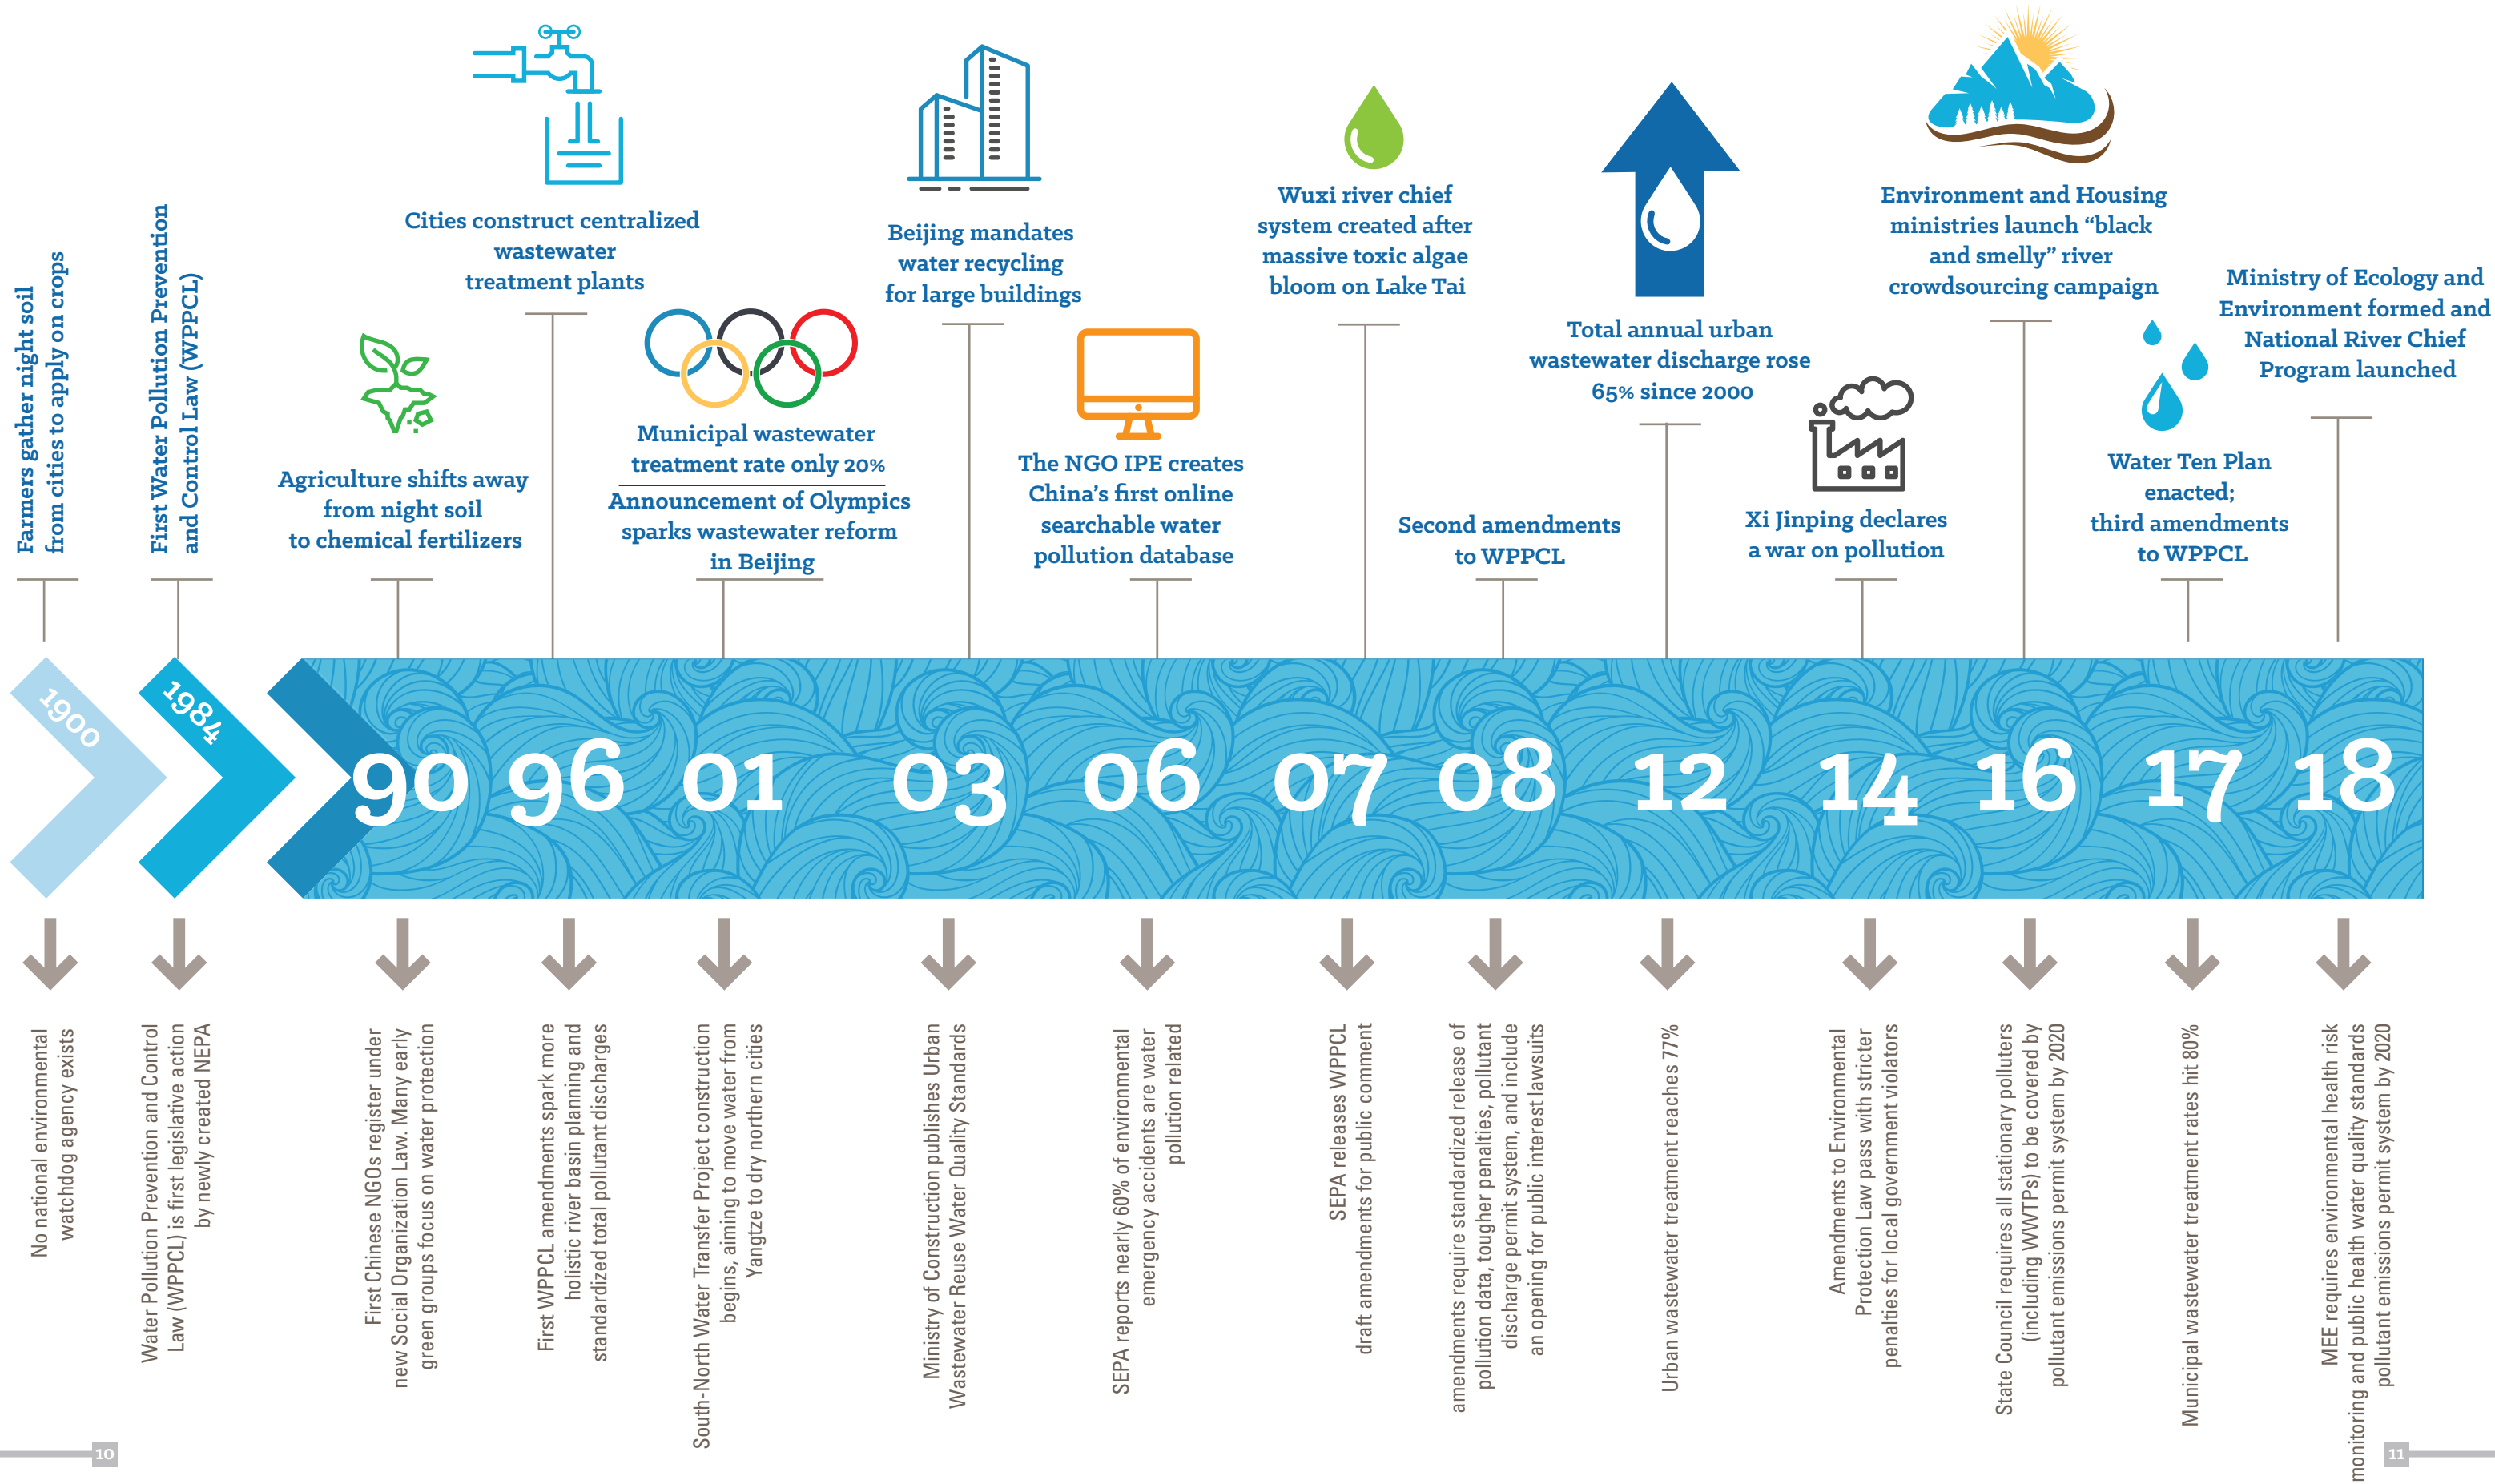 Farmers gather night soil
from cities to apply on crops
First Water Pollution Prevention
and Control Law (WPPCL)
Agriculture shifts away
from night soil
to chemical fertilizers
Cities construct centralized
wastewater
treatment plants
Municipal wastewater
treatment rate only 20%
Announcement of Olympics
sparks wastewater reform
in Beijing
Beijing mandates
water recycling
for large buildings
The NGO IPE creates
China's first online
searchable water
pollution database
Wuxi river chief
system created after
massive toxic algae
bloom on Lake Tai
Second amendments
to WPPCL
Total annual urban
wastewater discharge rose
65% since 2000
Xi Jinping declares
a war on pollution
Environment and Housing
ministries launch “black
and smelly” river
crowdsourcing campaign
Water Ten Plan
enacted;
third amendments
to WPPCL
Ministry of Ecology and
Environment formed and
National River Chief
Program launched
1900
1984
90
96
01
03
06
07
08
12
14
16
17
18
No national environmental
watchdog agency exists
Water Pollution Prevention and Control
Law (WPPCL) is first legislative action
by newly created NEPA
First Chinese NGOs register under
new Social Organization Law. Many early
green groups focus on water protection
First WPPCL amendments spark more
holistic river basin planning and
standardized total pollutant discharges
South-North Water Transfer Project construction
begins, aiming to move water from
Yangtze to dry northern cities
Ministry of Construction publishes Urban
Wastewater Reuse Water Quality Standards
SEPA reports nearly 60% of environmental
emergency accidents are water
pollution related
SEPA releases WPPCL
draft amendments for public comment
amendments require standardized release of
pollution data, tougher penalties, pollutant
discharge permit system, and include
an opening for public interest lawsuits
Urban wastewater treatment reaches 77%
Amendments to Environmental
Protection Law pass with stricter
penalties for local government violators
State Council requires all stationary polluters
(including WWTPs) to be covered by
pollutant emissions permit system by 2020
Municipal wastewater treatment rates hit 80%
MEE requires environmental health risk
monitoring and public health water quality standards
pollutant emissions permit system by 2020
10
11